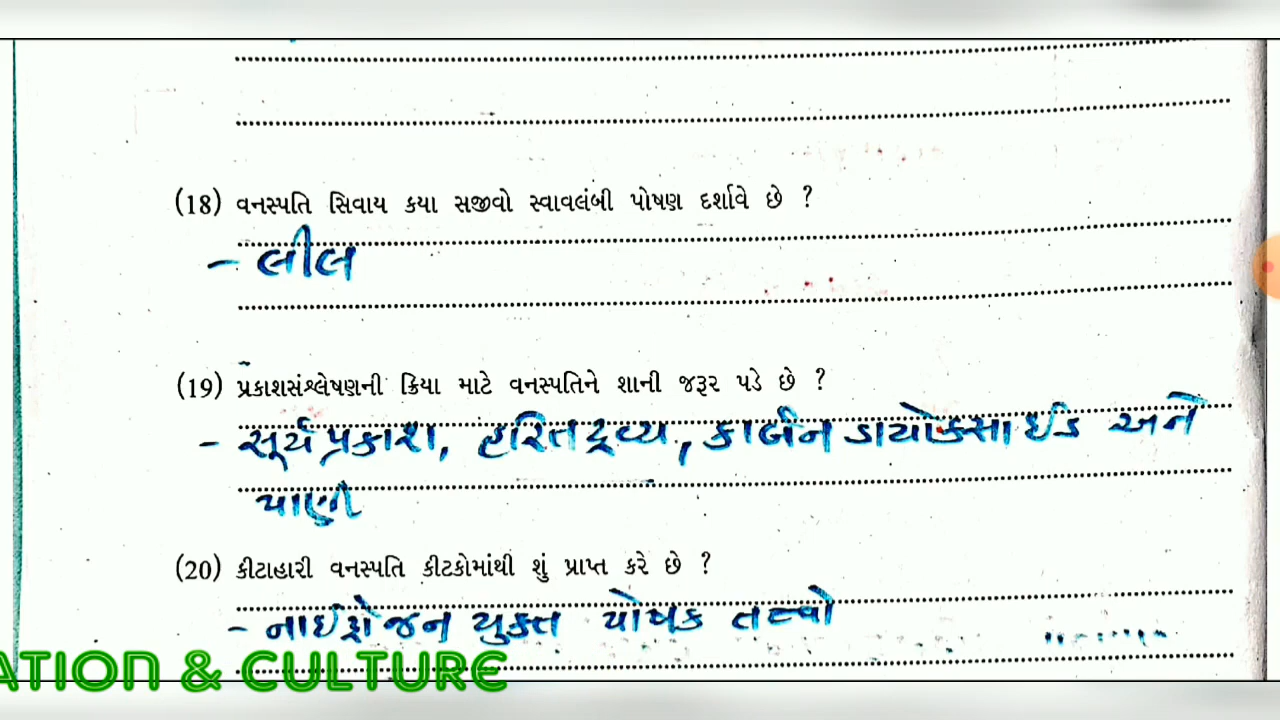 (18) વનસ્પતિ સિવાય કયા સજીવો સ્વાવલંબી પોષણ દર્શાવે છે ?
- લીલ
(19) પ્રકાશસંશ્લેષણની ક્રિયા માટે વનસ્પતિને શાની જરૂર પડે છે ?
- સૂર્યપ્રકાશ, હરિતદ્રવ્ય, કાર્બન ડાયોક્સાઈડ અને
પાણી
(20) કીટાહારી વનસ્પતિ કીટકોમાંથી શું પ્રાપ્ત કરે છે ?
- નાઈટ્રોજન યુક્ત પોષક તત્વો
ATION & CULTURE